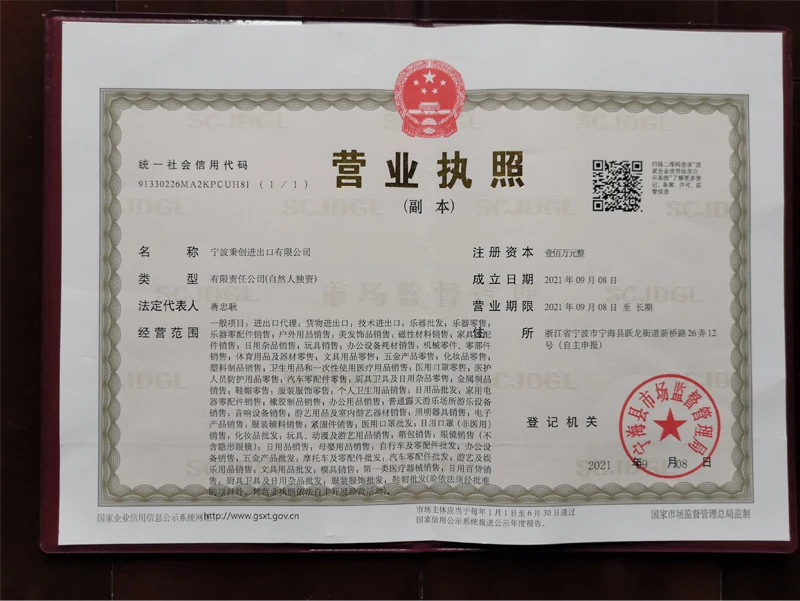 统一社会信用代码
91330226MA2KPCUH81 (1/1)
营业执照
(副 本)
扫描二维码登录"国
家企业信用信息公
示系统"了解更多登
记、备案、许可、监
管信息
名 称 宁波秉创进出口有限公司
类 型 有限责任公司(自然人独资)
法定代表人 蒋忠耿
经营范围 一般项目:进出口代理;货物进出口;技术进出口;乐器批发;乐器零售;
乐器零配件销售;户外用品销售;美发饰品销售;磁性材料销售;家具零配
件销售;日用杂品销售;玩具销售;办公设备耗材销售;机械零件、零部件
销售;体育用品及器材零售;文具用品零售;五金产品零售;化妆品零售;
塑料制品销售;卫生用品和一次性使用医疗用品销售;医用口罩零售;医护
人员防护用品零售;汽车零配件零售;厨具卫具及日用杂品零售;金属制品
销售;鞋帽零售;服装服饰零售;个人卫生用品销售;日用品批发;家用电
器零配件销售;橡胶制品销售;办公用品销售;普通露天游乐场所游乐设备
销售;音响设备销售;游艺用品及室内游艺器材销售;照明器具销售;电子
产品销售;服装辅料销售;紧固件销售;医用口罩批发;日用口罩(非医用)
销售;化妆品批发;玩具、动漫及游艺用品销售;箱包销售;眼镜销售(不
含隐形眼镜);日用品销售;母婴用品销售;自行车及零配件批发;办公设
备销售;五金产品批发;摩托车及零配件批发;汽车零配件批发;游艺及娱
乐用品销售;文具用品批发;模具销售;第一类医疗器械销售;日用百货销
售;厨具卫具及日用杂品批发;服装服饰批发;鞋帽批发(除依法须经批准
的项目外,凭营业执照依法自主开展经营活动)。
注册资本 壹佰万元整
成立日期 2021年09月08日
营业期限 2021年09月08日 至 长期
住 所 浙江省宁波市宁海县跃龙街道新桥路26弄12
号(自主申报)
登记机关
宁海县市场监督管理局
2021 年 09 月 08 日
国家企业信用信息公示系统网址:http://www.gsxt.gov.cn
市场主体应当于每年1月1日至6月30日通过
国家信用公示系统报送公示年度报告。
国家市场监督管理总局监制